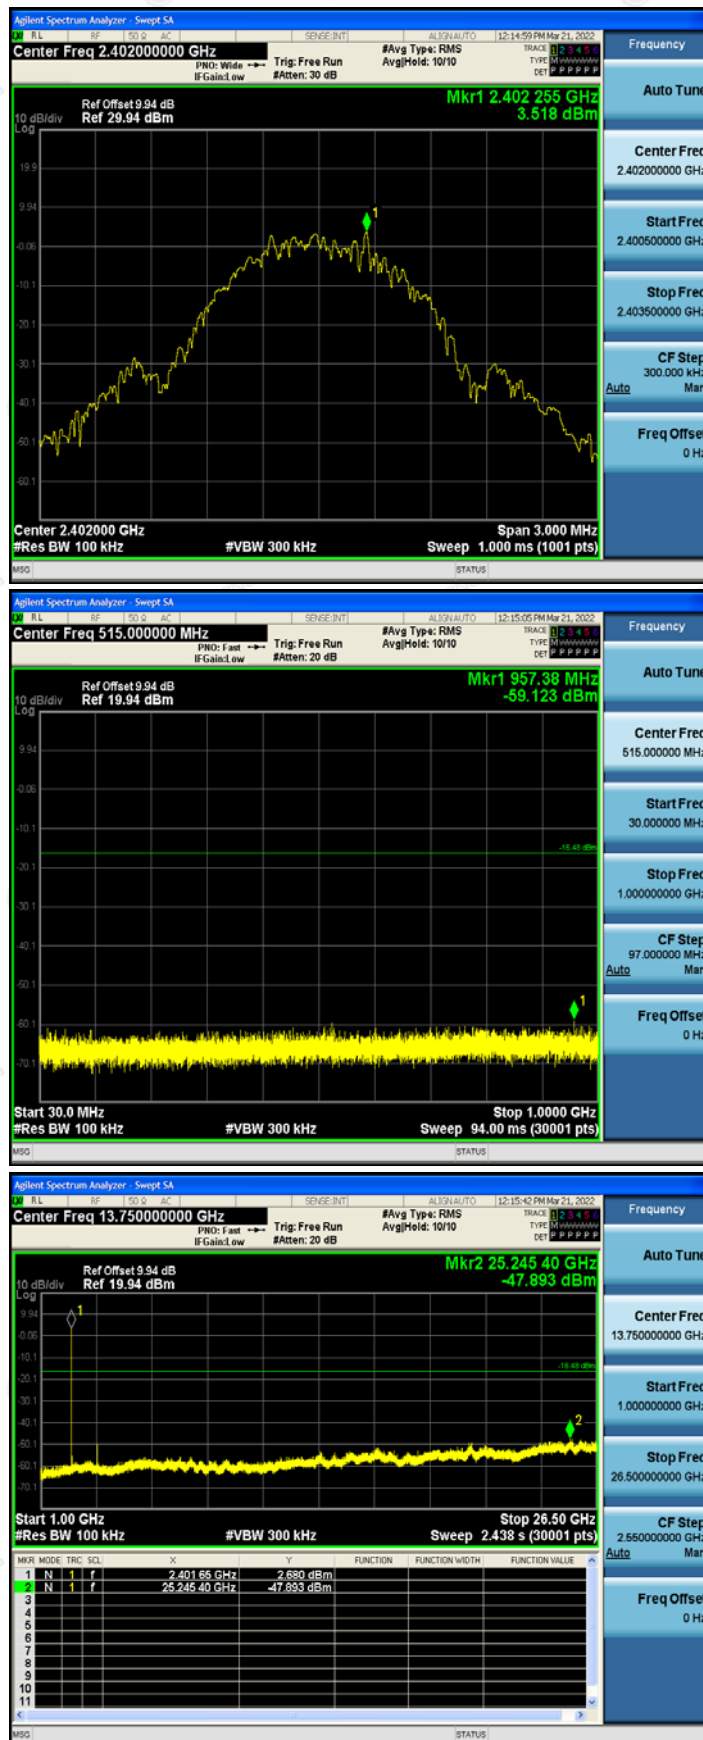 Agilent Spectrum Analyzer - Swept SA
RL RF 50 Ω AC SENSE:INT ALIGNAUTO 12:14:59 PM Mar 21, 2022
Center Freq 2.402000000 GHz #Avg Type: RMS TRACE 1 2 3 4 5 6
PNO: Wide Trig: Free Run Avg|Hold: 10/10 TYPE M WWWWW
IFGain:Low #Atten: 30 dB DET P P P P P P
Mkr1 2.402 255 GHz
3.518 dBm
Ref Offset 9.94 dB
10 dB/div Ref 29.94 dBm
Log
19.9
9.94
-0.06
-10.1
-20.1
-30.1
-40.1
-50.1
-60.1
1
Center 2.402000 GHz Span 3.000 MHz
#Res BW 100 kHz #VBW 300 kHz Sweep 1.000 ms (1001 pts)
MSG STATUS
Frequency
Auto Tune
Center Freq
2.402000000 GHz
Start Freq
2.400500000 GHz
Stop Freq
2.403500000 GHz
CF Step
300.000 kHz
Auto Man
Freq Offset
0 Hz
Agilent Spectrum Analyzer - Swept SA
RL RF 50 Ω AC SENSE:INT ALIGNAUTO 12:15:05 PM Mar 21, 2022
Center Freq 515.000000 MHz #Avg Type: RMS TRACE 1 2 3 4 5 6
PNO: Fast Trig: Free Run Avg|Hold: 10/10 TYPE M WWWWW
IFGain:Low #Atten: 20 dB DET P P P P P P
Mkr1 957.38 MHz
-59.123 dBm
Ref Offset 9.94 dB
10 dB/div Ref 19.94 dBm
Log
9.94
-0.06
-10.1
-20.1
-30.1
-40.1
-50.1
-60.1
-70.1
-16.48 dBm
1
Start 30.0 MHz Stop 1.0000 GHz
#Res BW 100 kHz #VBW 300 kHz Sweep 94.00 ms (30001 pts)
MSG STATUS
Frequency
Auto Tune
Center Freq
515.000000 MHz
Start Freq
30.000000 MHz
Stop Freq
1.000000000 GHz
CF Step
97.000000 MHz
Auto Man
Freq Offset
0 Hz
Agilent Spectrum Analyzer - Swept SA
RL RF 50 Ω AC SENSE:INT ALIGNAUTO 12:15:42 PM Mar 21, 2022
Center Freq 13.750000000 GHz #Avg Type: RMS TRACE 1 2 3 4 5 6
PNO: Fast Trig: Free Run Avg|Hold: 10/10 TYPE M WWWWW
IFGain:Low #Atten: 20 dB DET P P P P P P
Mkr2 25.245 40 GHz
-47.893 dBm
Ref Offset 9.94 dB
10 dB/div Ref 19.94 dBm
Log
9.94
-0.06
-10.1
-20.1
-30.1
-40.1
-50.1
-60.1
-70.1
1
-16.48 dBm
2
Start 1.00 GHz Stop 26.50 GHz
#Res BW 100 kHz #VBW 300 kHz Sweep 2.438 s (30001 pts)
MKR MODE TRC SCL X Y FUNCTION FUNCTION WIDTH FUNCTION VALUE
1 N 1 f 2.401 65 GHz 2.680 dBm
2 N 1 f 25.245 40 GHz -47.893 dBm
3
4
5
6
7
8
9
10
11
MSG STATUS
Frequency
Auto Tune
Center Freq
13.750000000 GHz
Start Freq
1.000000000 GHz
Stop Freq
26.500000000 GHz
CF Step
2.550000000 GHz
Auto Man
Freq Offset
0 Hz